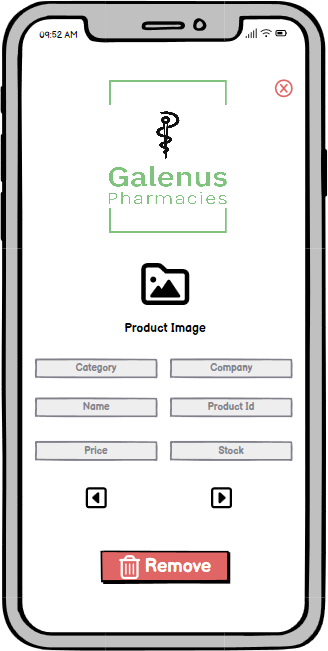 09:52 AM
Galenus
Pharmacies
Product Image
Category
Company
Name
Product Id
Price
Stock
Remove